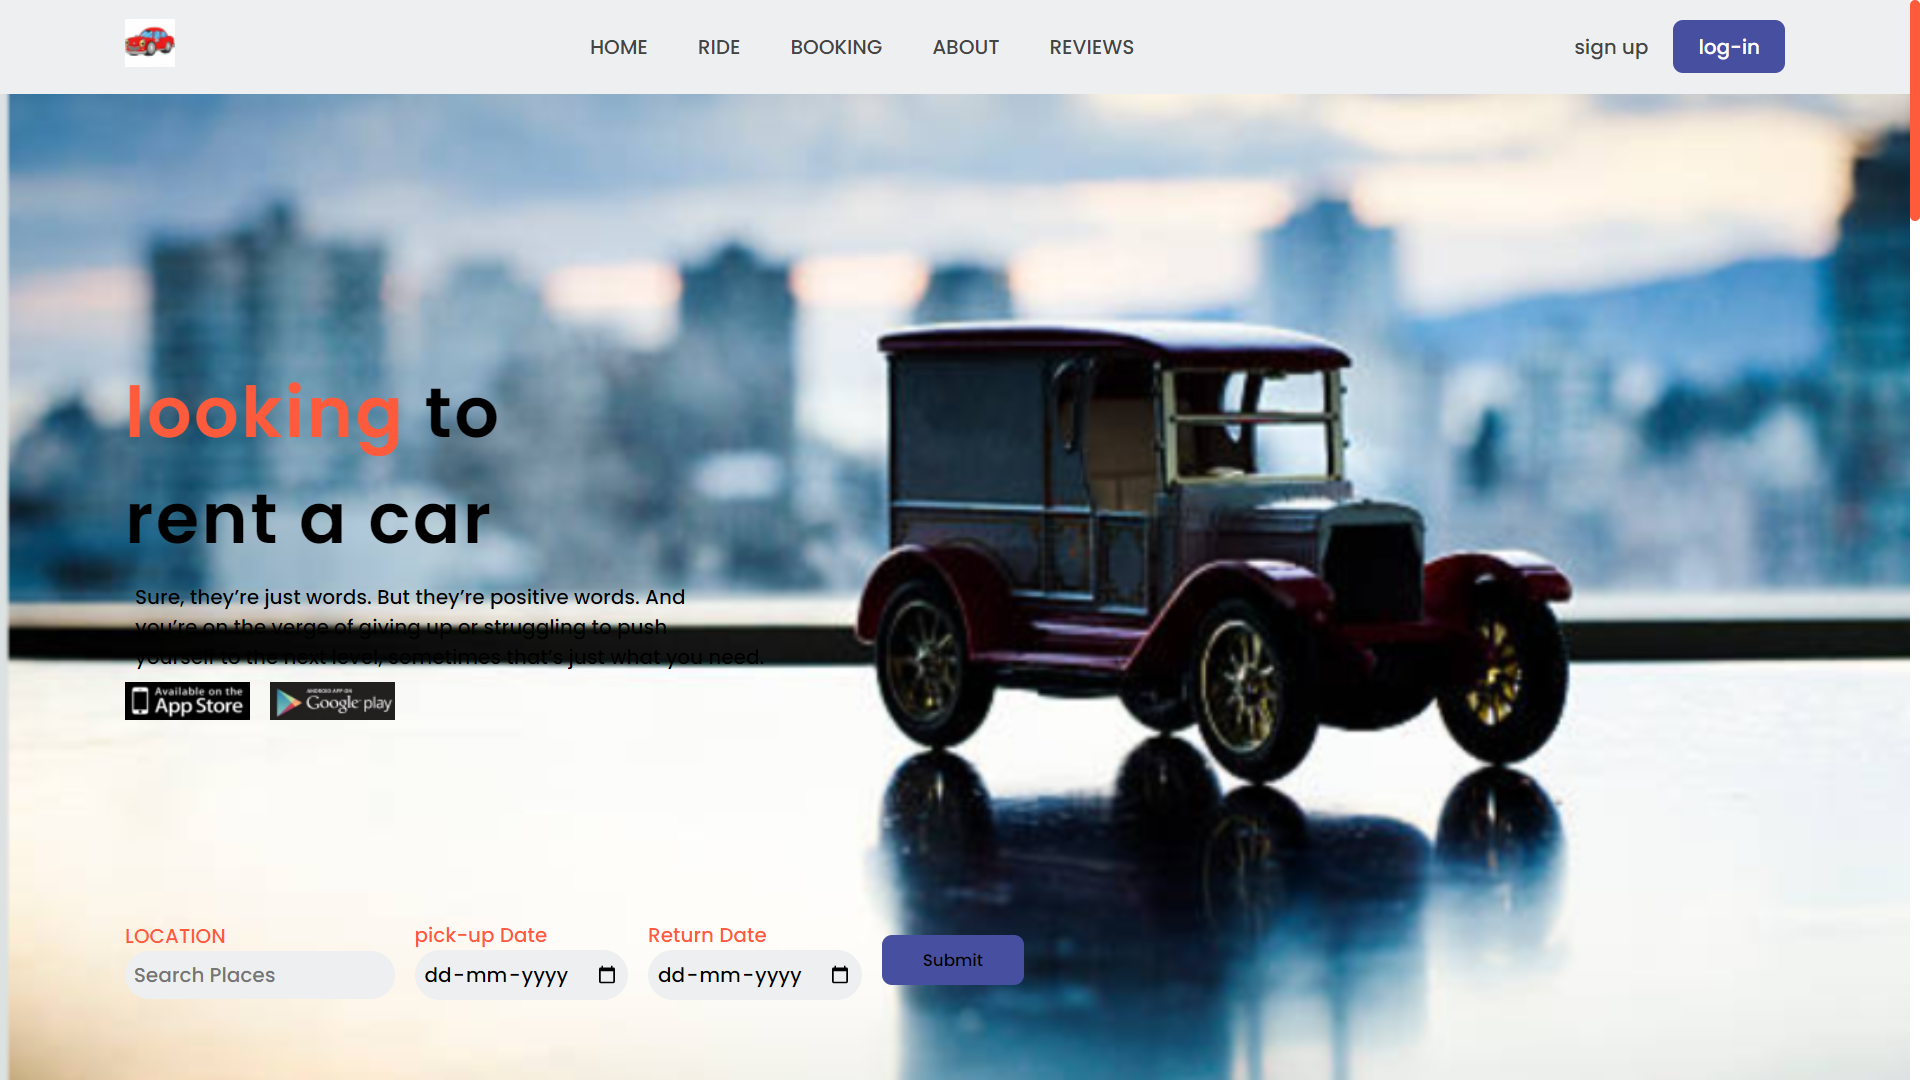 HOME RIDE BOOKING ABOUT REVIEWS sign up log-in
looking to
rent a car
Sure, they’re just words. But they’re positive words. And
you’re on the verge of giving up or struggling to push
yourself to the next level, sometimes that’s just what you need.
Available on the
App Store
ANDROID APP ON
Google play
LOCATION pick-up Date Return Date
Search Places dd-mm-yyyy dd-mm-yyyy Submit